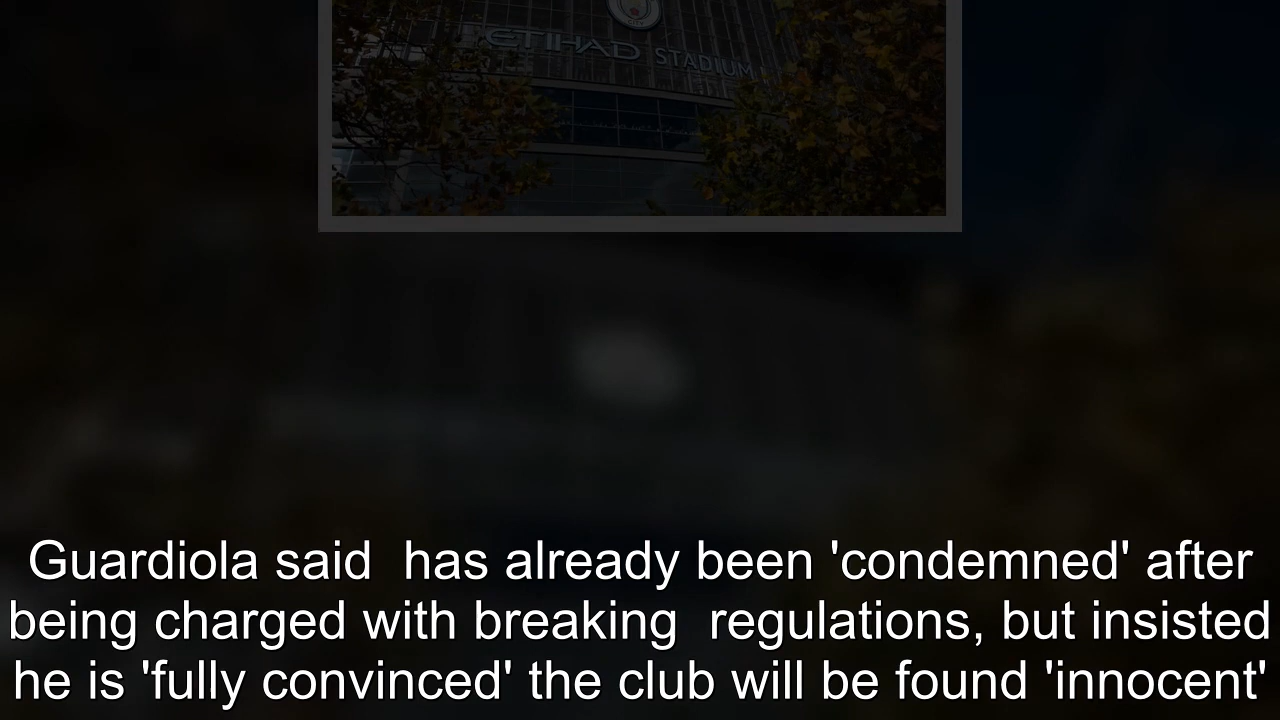 ETIHAD STADIUM
Guardiola said  has already been 'condemned' after
being charged with breaking  regulations, but insisted
he is 'fully convinced' the club will be found 'innocent'